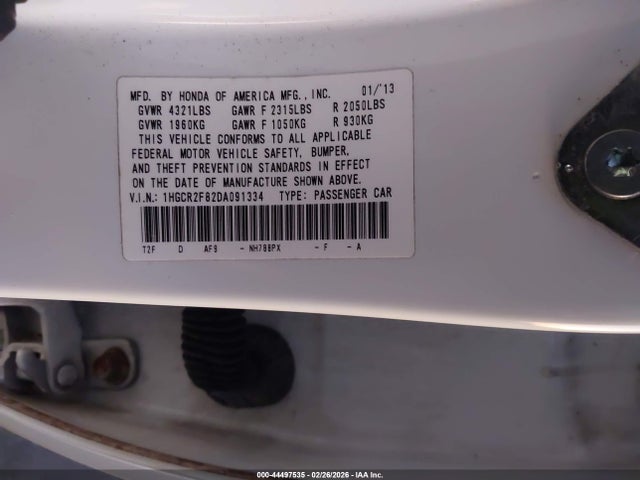 MFD. BY HONDA OF AMERICA MFG., INC. 01/'13
GVWR 4321LBS GAWR F 2315LBS R 2050LBS
GVWR 1960KG GAWR F 1050KG R 930KG
THIS VEHICLE CONFORMS TO ALL APPLICABLE
FEDERAL MOTOR VEHICLE SAFETY, BUMPER,
AND THEFT PREVENTION STANDARDS IN EFFECT
ON THE DATE OF MANUFACTURE SHOWN ABOVE.
V.I.N.: 1HGCR2F82DA091334 TYPE: PASSENGER CAR
T2F D AF9 - NH788PX - F - A
000-44497535 - 02/26/2026 - IAA Inc.